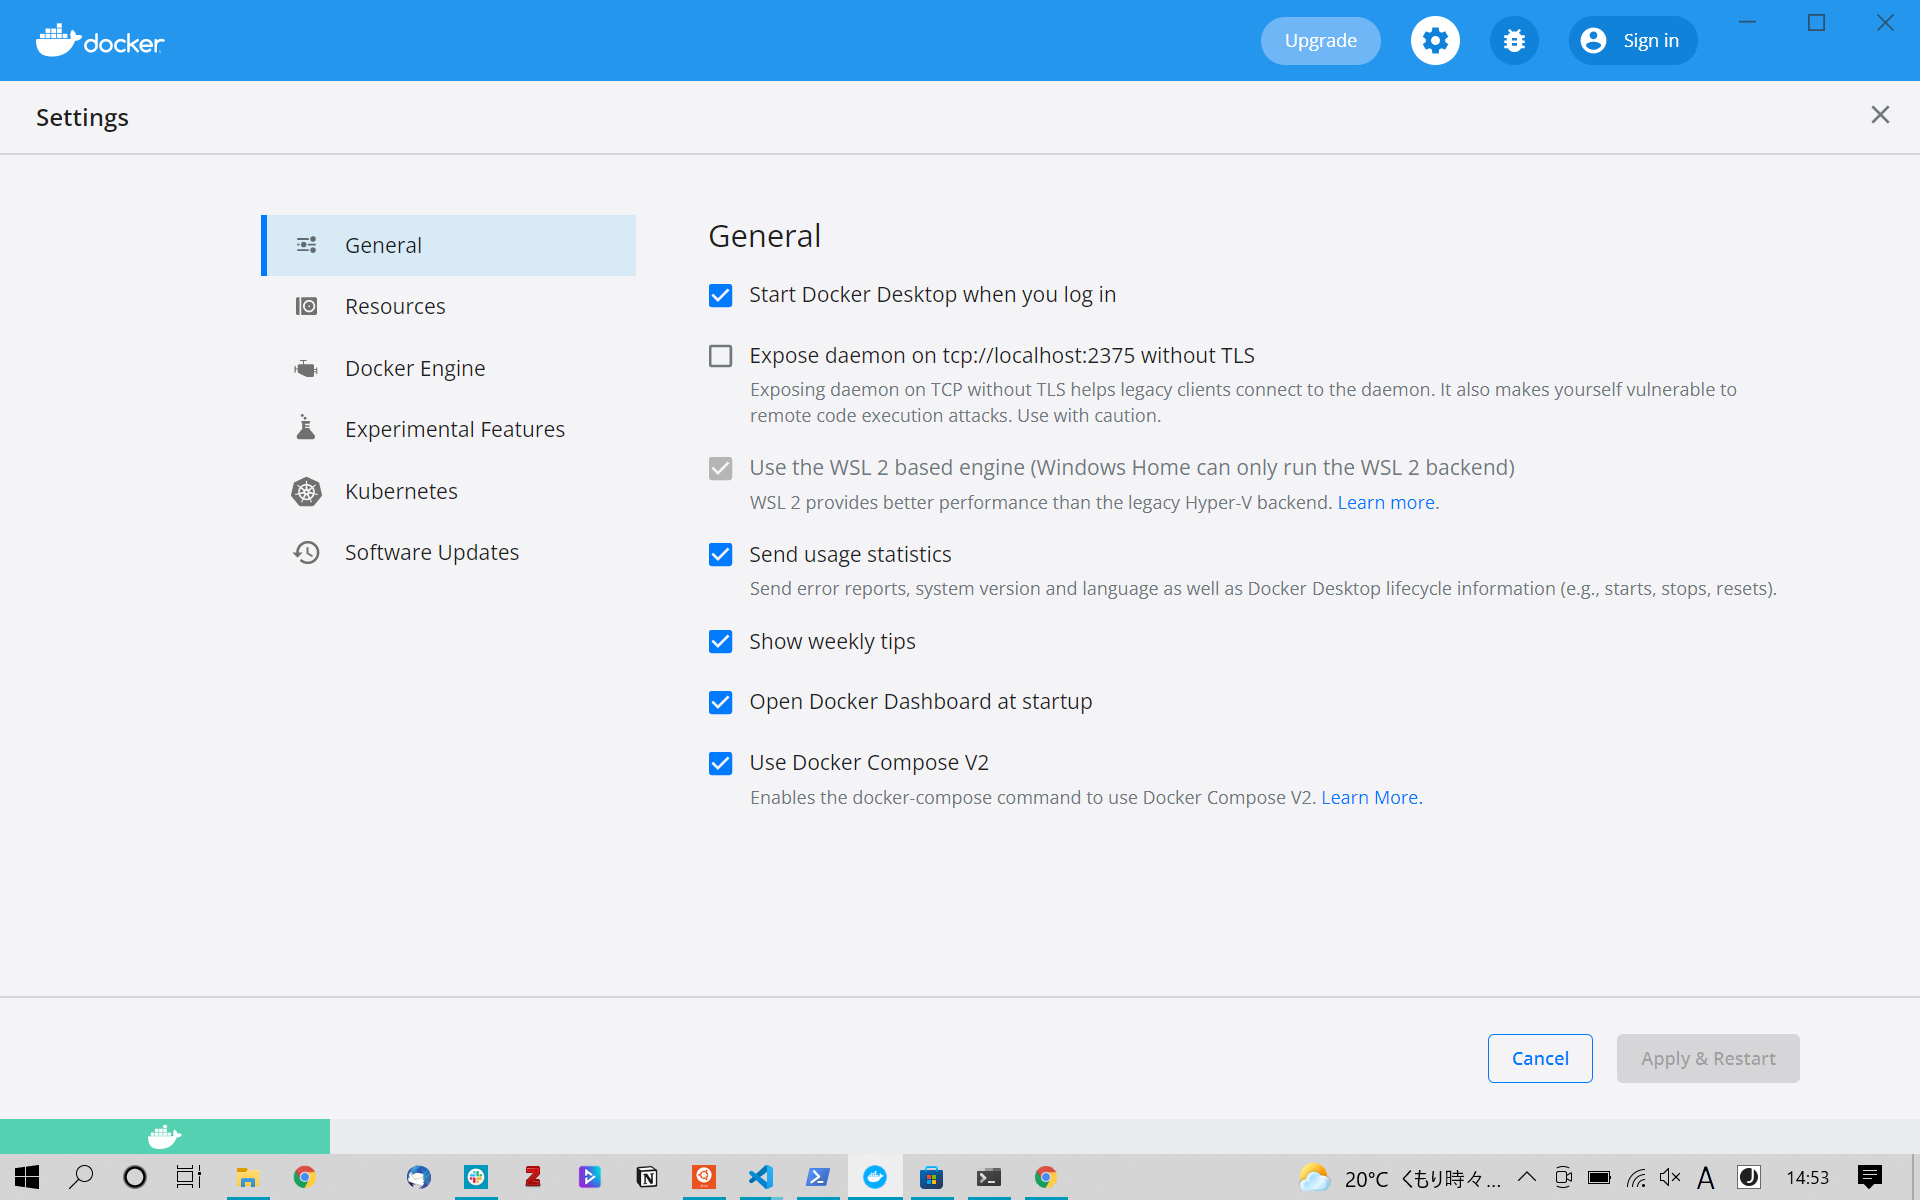 docker
Upgrade
Sign in
Settings
General
Resources
Docker Engine
Experimental Features
Kubernetes
Software Updates
General
Start Docker Desktop when you log in
Expose daemon on tcp://localhost:2375 without TLS
Exposing daemon on TCP without TLS helps legacy clients connect to the daemon. It also makes yourself vulnerable to
remote code execution attacks. Use with caution.
Use the WSL 2 based engine (Windows Home can only run the WSL 2 backend)
WSL 2 provides better performance than the legacy Hyper-V backend. Learn more.
Send usage statistics
Send error reports, system version and language as well as Docker Desktop lifecycle information (e.g., starts, stops, resets).
Show weekly tips
Open Docker Dashboard at startup
Use Docker Compose V2
Enables the docker-compose command to use Docker Compose V2. Learn More.
Cancel
Apply & Restart
20°C くもり時々... A 14:53